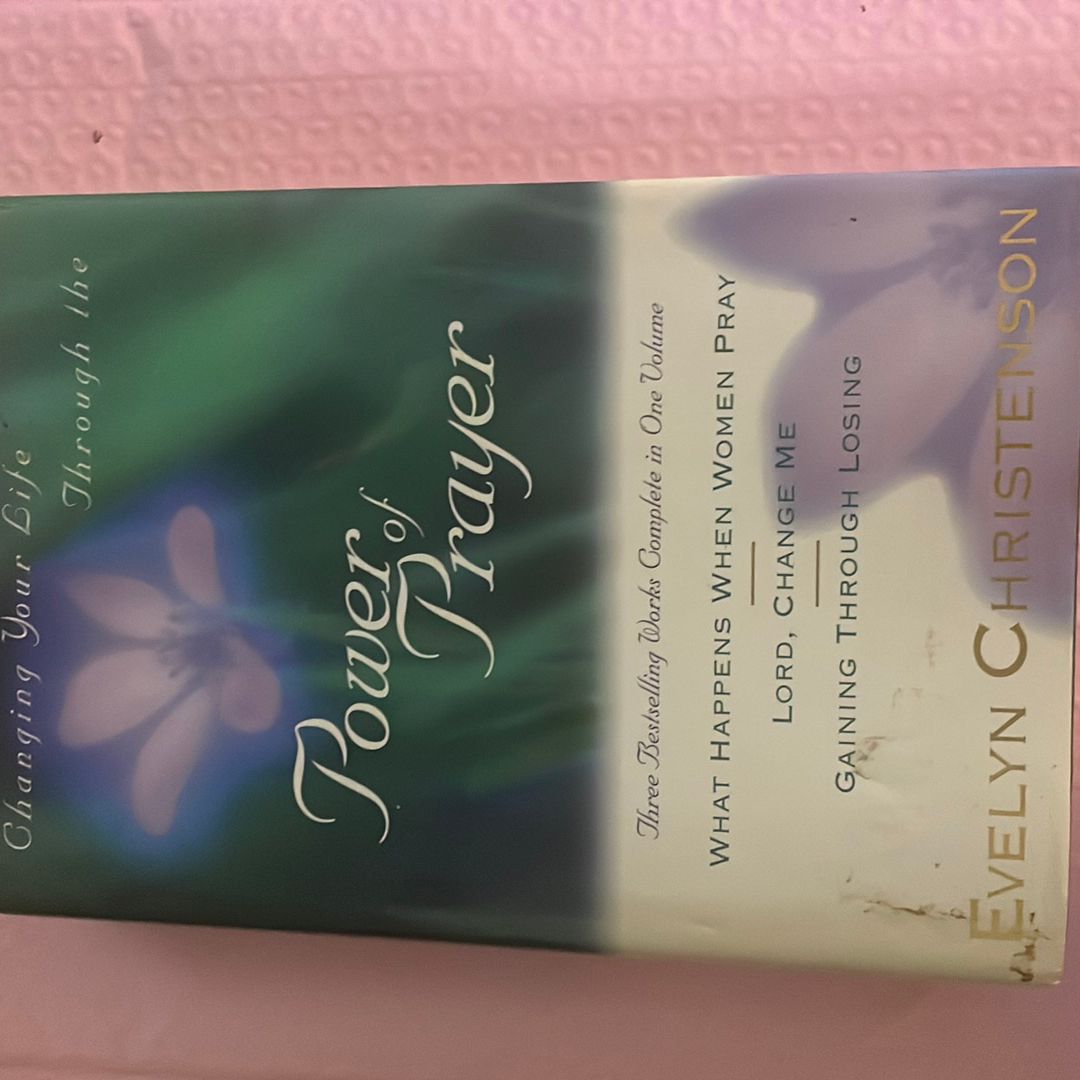 Changing Your Life
Through the
Power
of
Prayer
Three Bestselling Works Complete in One Volume
WHAT HAPPENS WHEN WOMEN PRAY
LORD, CHANGE ME
GAINING THROUGH LOSING
EVELYN CHRISTENSON